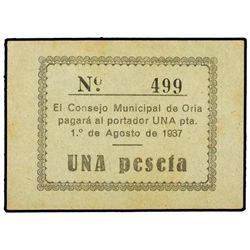 Nº 499
El Consejo Municipal de Oria
pagará al portador UNA pta.
1.º de Agosto de 1937
UNA peseta